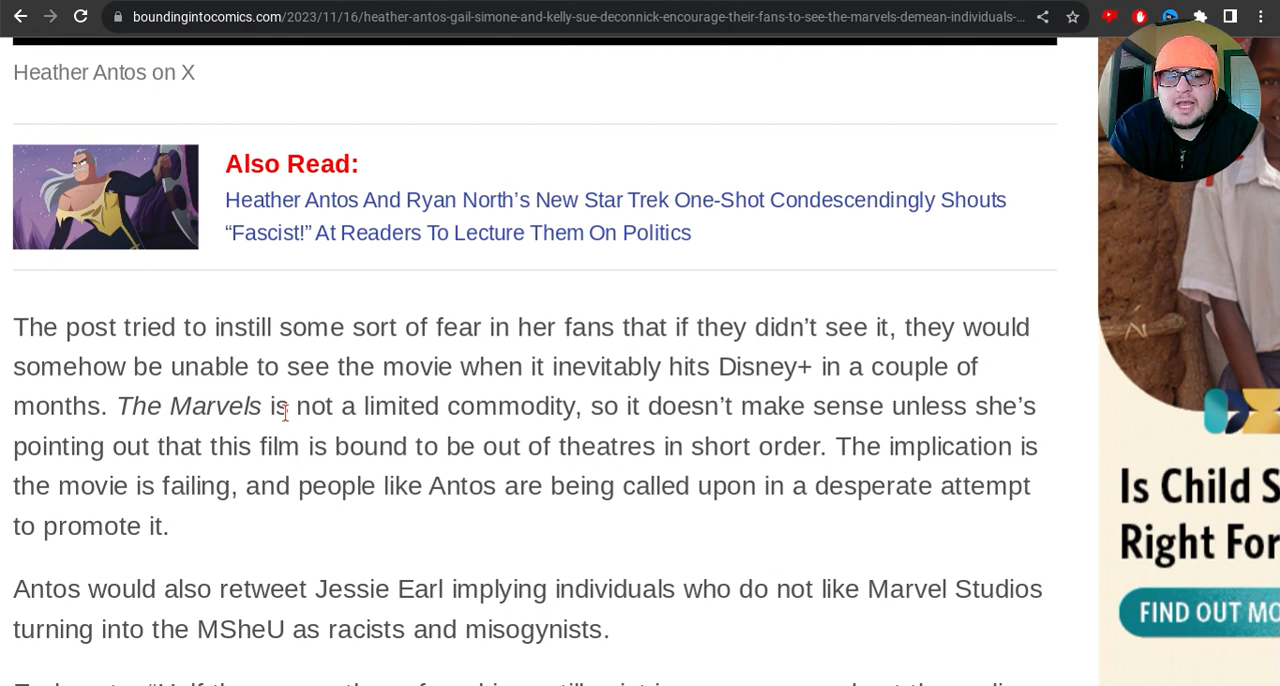 boundingintocomics.com/2023/11/16/heather-antos-gail-simone-and-kelly-sue-deconnick-encourage-their-fans-to-see-the-marvels-demean-individuals-...
Heather Antos on X
Also Read:
Heather Antos And Ryan North’s New Star Trek One-Shot Condescendingly Shouts
“Fascist!” At Readers To Lecture Them On Politics
The post tried to instill some sort of fear in her fans that if they didn’t see it, they would
somehow be unable to see the movie when it inevitably hits Disney+ in a couple of
months. The Marvels is not a limited commodity, so it doesn’t make sense unless she’s
pointing out that this film is bound to be out of theatres in short order. The implication is
the movie is failing, and people like Antos are being called upon in a desperate attempt
to promote it.
Antos would also retweet Jessie Earl implying individuals who do not like Marvel Studios
turning into the MSheU as racists and misogynists.
Is Child S
Right For
FIND OUT MO